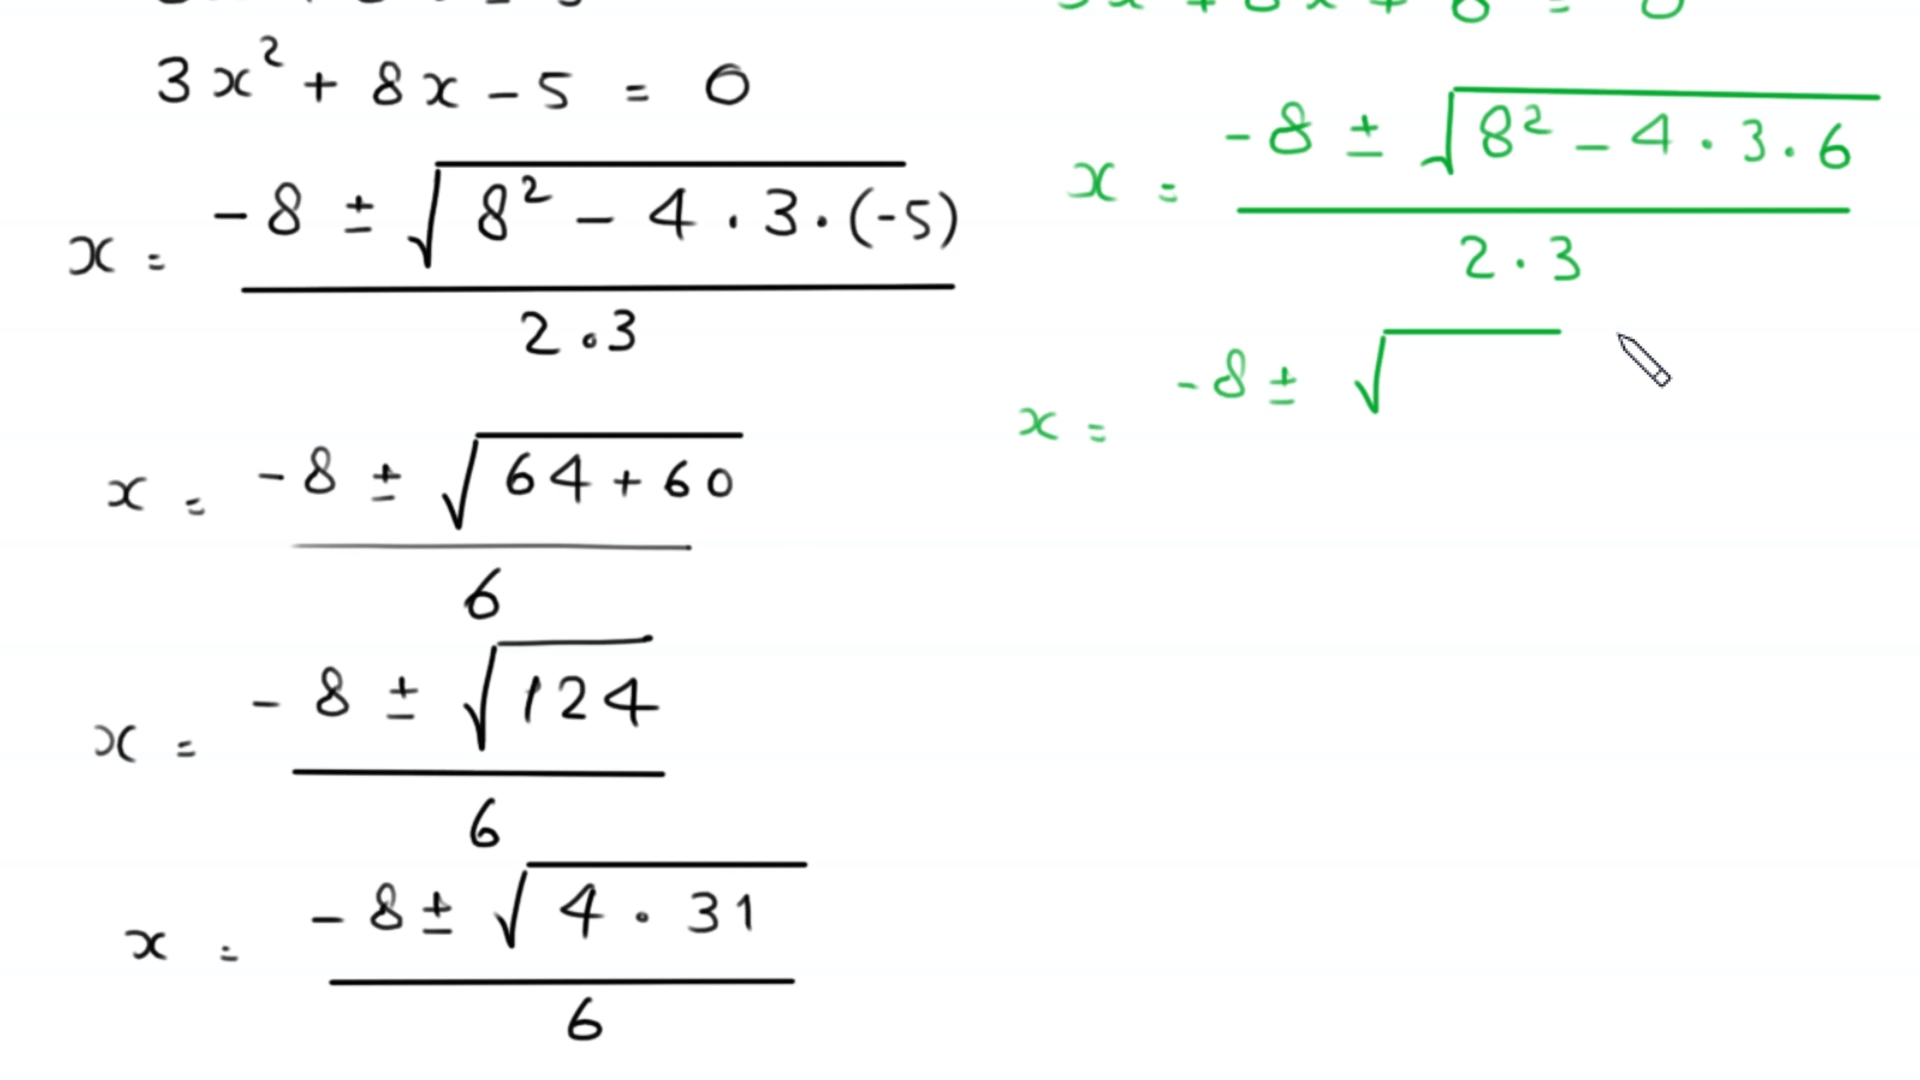 3x² + 8x - 5 = 0
x = (-8 ± √(8² - 4 · 3 · (-5))) / (2 . 3)
x = (-8 ± √(64 + 60)) / 6
x = (-8 ± √124) / 6
x = (-8 ± √(4 · 31)) / 6
x = (-8 ± √(8² - 4 · 3 · 6)) / (2 · 3)
x = -8 ± √